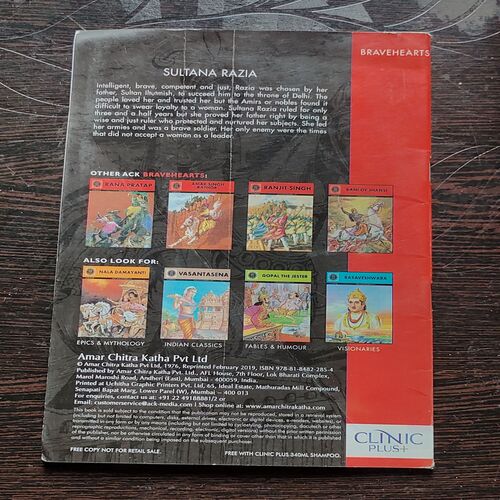 BRAVEHEARTS
SULTANA RAZIA
Intelligent, brave, competent and just, Razia was chosen by her
father, Sultan Iltutmish, to succeed him to the throne of Delhi. The
people loved her and trusted her but the Amirs or nobles found it
difficult to swear loyalty to a woman. Sultana Razia ruled for only
three and a half years but she proved her father right by being a
wise and just ruler who protected and nurtured her subjects. She led
her armies and was a brave soldier. Her only enemy were the times
that did not accept a woman as a leader.
OTHER ACK BRAVEHEARTS:
RANA PRATAP
AMAR SINGH RATHOR
RANJIT SINGH
RANI OF JHANSI
ALSO LOOK FOR:
NALA DAMAYANTI
VASANTASENA
GOPAL THE JESTER
BASAVESHWARA
EPICS & MYTHOLOGY
INDIAN CLASSICS
FABLES & HUMOUR
VISIONARIES
Amar Chitra Katha Pvt Ltd
© Amar Chitra Katha Pvt Ltd, 1976, Reprinted February 2019, ISBN 978-81-8482-285-4
Published by Amar Chitra Katha Pvt. Ltd., AFL House, 7th Floor, Lok Bharati Complex,
Marol Maroshi Road, Andheri (East), Mumbai - 400059, India.
Printed at Uchitha Graphic Printers Pvt. Ltd, 65, Ideal Estate, Mathuradas Mill Compound,
Senapati Bapat Marg, Lower Parel (W), Mumbai - 400 013
For enquiries, contact us at: +91 22 49188881/2 or
Email: customerservice@ack-media.com | Shop online at: www.amarchitrakatha.com
This book is sold subject to the condition that the publication may not be reproduced, stored in a retrieval system
(including but not limited to computers, disks, external drives, electronic or digital devices, e-readers, websites), or
transmitted in any form or by any means (including but not limited to cyclostyling, photocopying, docutech or other
reprographic reproductions, mechanical, recording, electronic, digital versions) without the prior written permission
of the publisher, nor be otherwise circulated in any form of binding or cover other than that in which it is published
and without a similar condition being imposed on the subsequent purchaser.
FREE COPY NOT FOR RETAIL SALE.
FREE WITH CLINIC PLUS 340ML SHAMPOO.
CLINIC
PLUS+